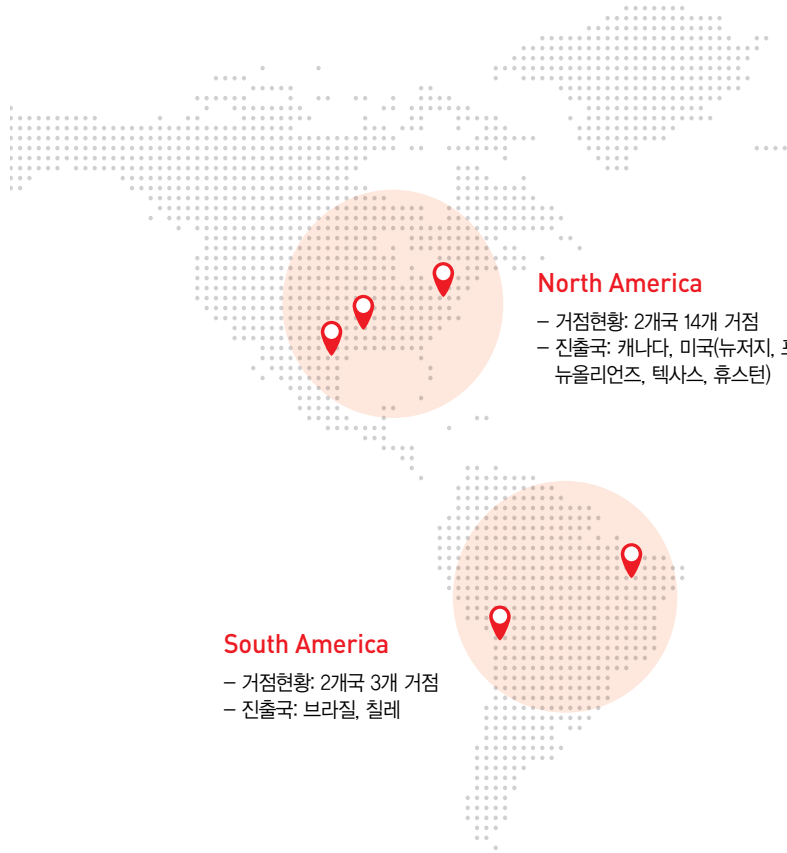 North America
– 거점현황: 2개국 14개 거점
– 진출국: 캐나다, 미국(뉴저지,
뉴올리언즈, 텍사스, 휴스턴)
South America
– 거점현황: 2개국 3개 거점
– 진출국: 브라질, 칠레